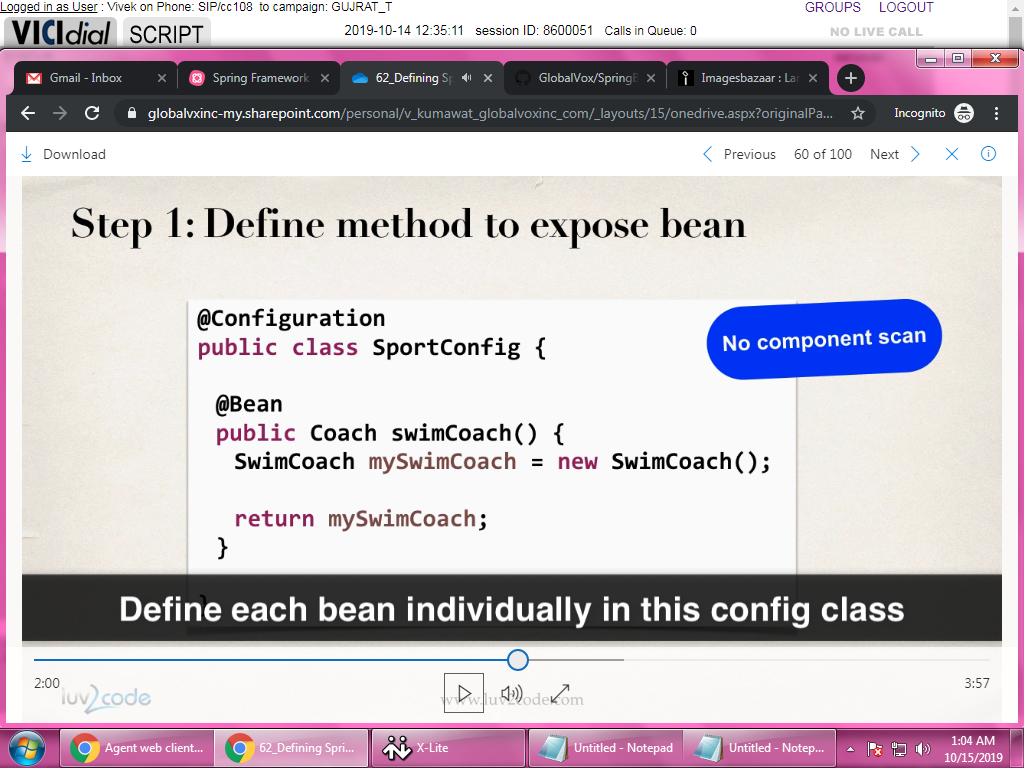 Logged in as User : Vivek on Phone: SIP/cc108 to campaign: GUJRAT_T
GROUPS LOGOUT
VICIdial SCRIPT
2019-10-14 12:35:11 session ID: 8600051 Calls in Queue: 0
NO LIVE CALL
Gmail - Inbox
Spring Framework
62_Defining Sp
GlobalVox/SpringB
Imagesbazaar : Lar
globalvxinc-my.sharepoint.com/personal/v_kumawat_globalvoxinc_com/_layouts/15/onedrive.aspx?originalPa...
Incognito
Download
Previous 60 of 100 Next
Step 1: Define method to expose bean
@Configuration
public class SportConfig {
No component scan
@Bean
public Coach swimCoach() {
SwimCoach mySwimCoach = new SwimCoach();
return mySwimCoach;
}
}
Define each bean individually in this config class
2:00
3:57
luv2code
www.luv2code.com
Agent web client...
62_Defining Spri...
X-Lite
Untitled - Notepad
Untitled - Notep...
1:04 AM
10/15/2019